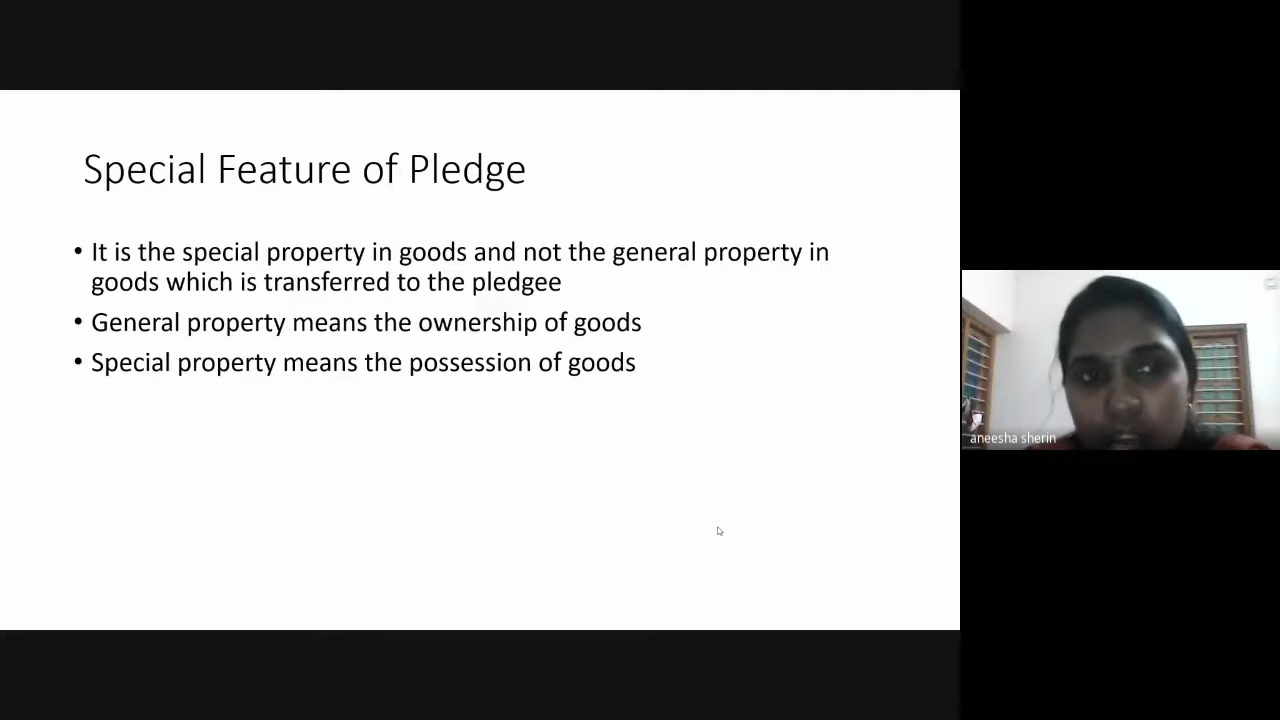 Special Feature of Pledge
• It is the special property in goods and not the general property in
goods which is transferred to the pledgee
• General property means the ownership of goods
• Special property means the possession of goods
aneesha sherin